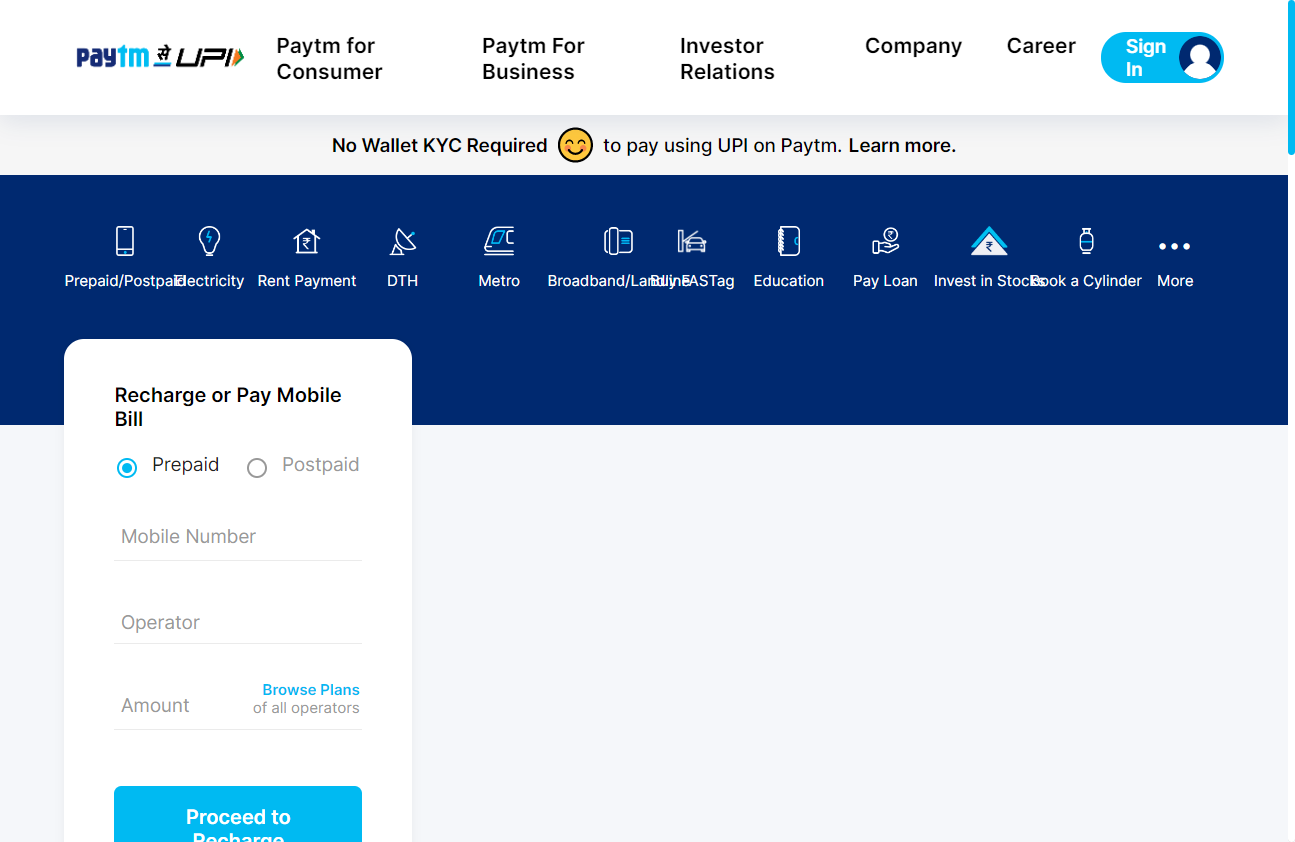 paytm से UPI
Paytm for
Consumer
Paytm For
Business
Investor
Relations
Company
Career
Sign
In
No Wallet KYC Required to pay using UPI on Paytm. Learn more.
Prepaid/Postpaid
Electricity
Rent Payment
DTH
Metro
Broadband/Landline
Buy FASTag
Education
Pay Loan
Invest in Stocks
Book a Cylinder
More
Recharge or Pay Mobile
Bill
Prepaid
Postpaid
Mobile Number
Operator
Amount
Browse Plans
of all operators
Proceed to
Recharge